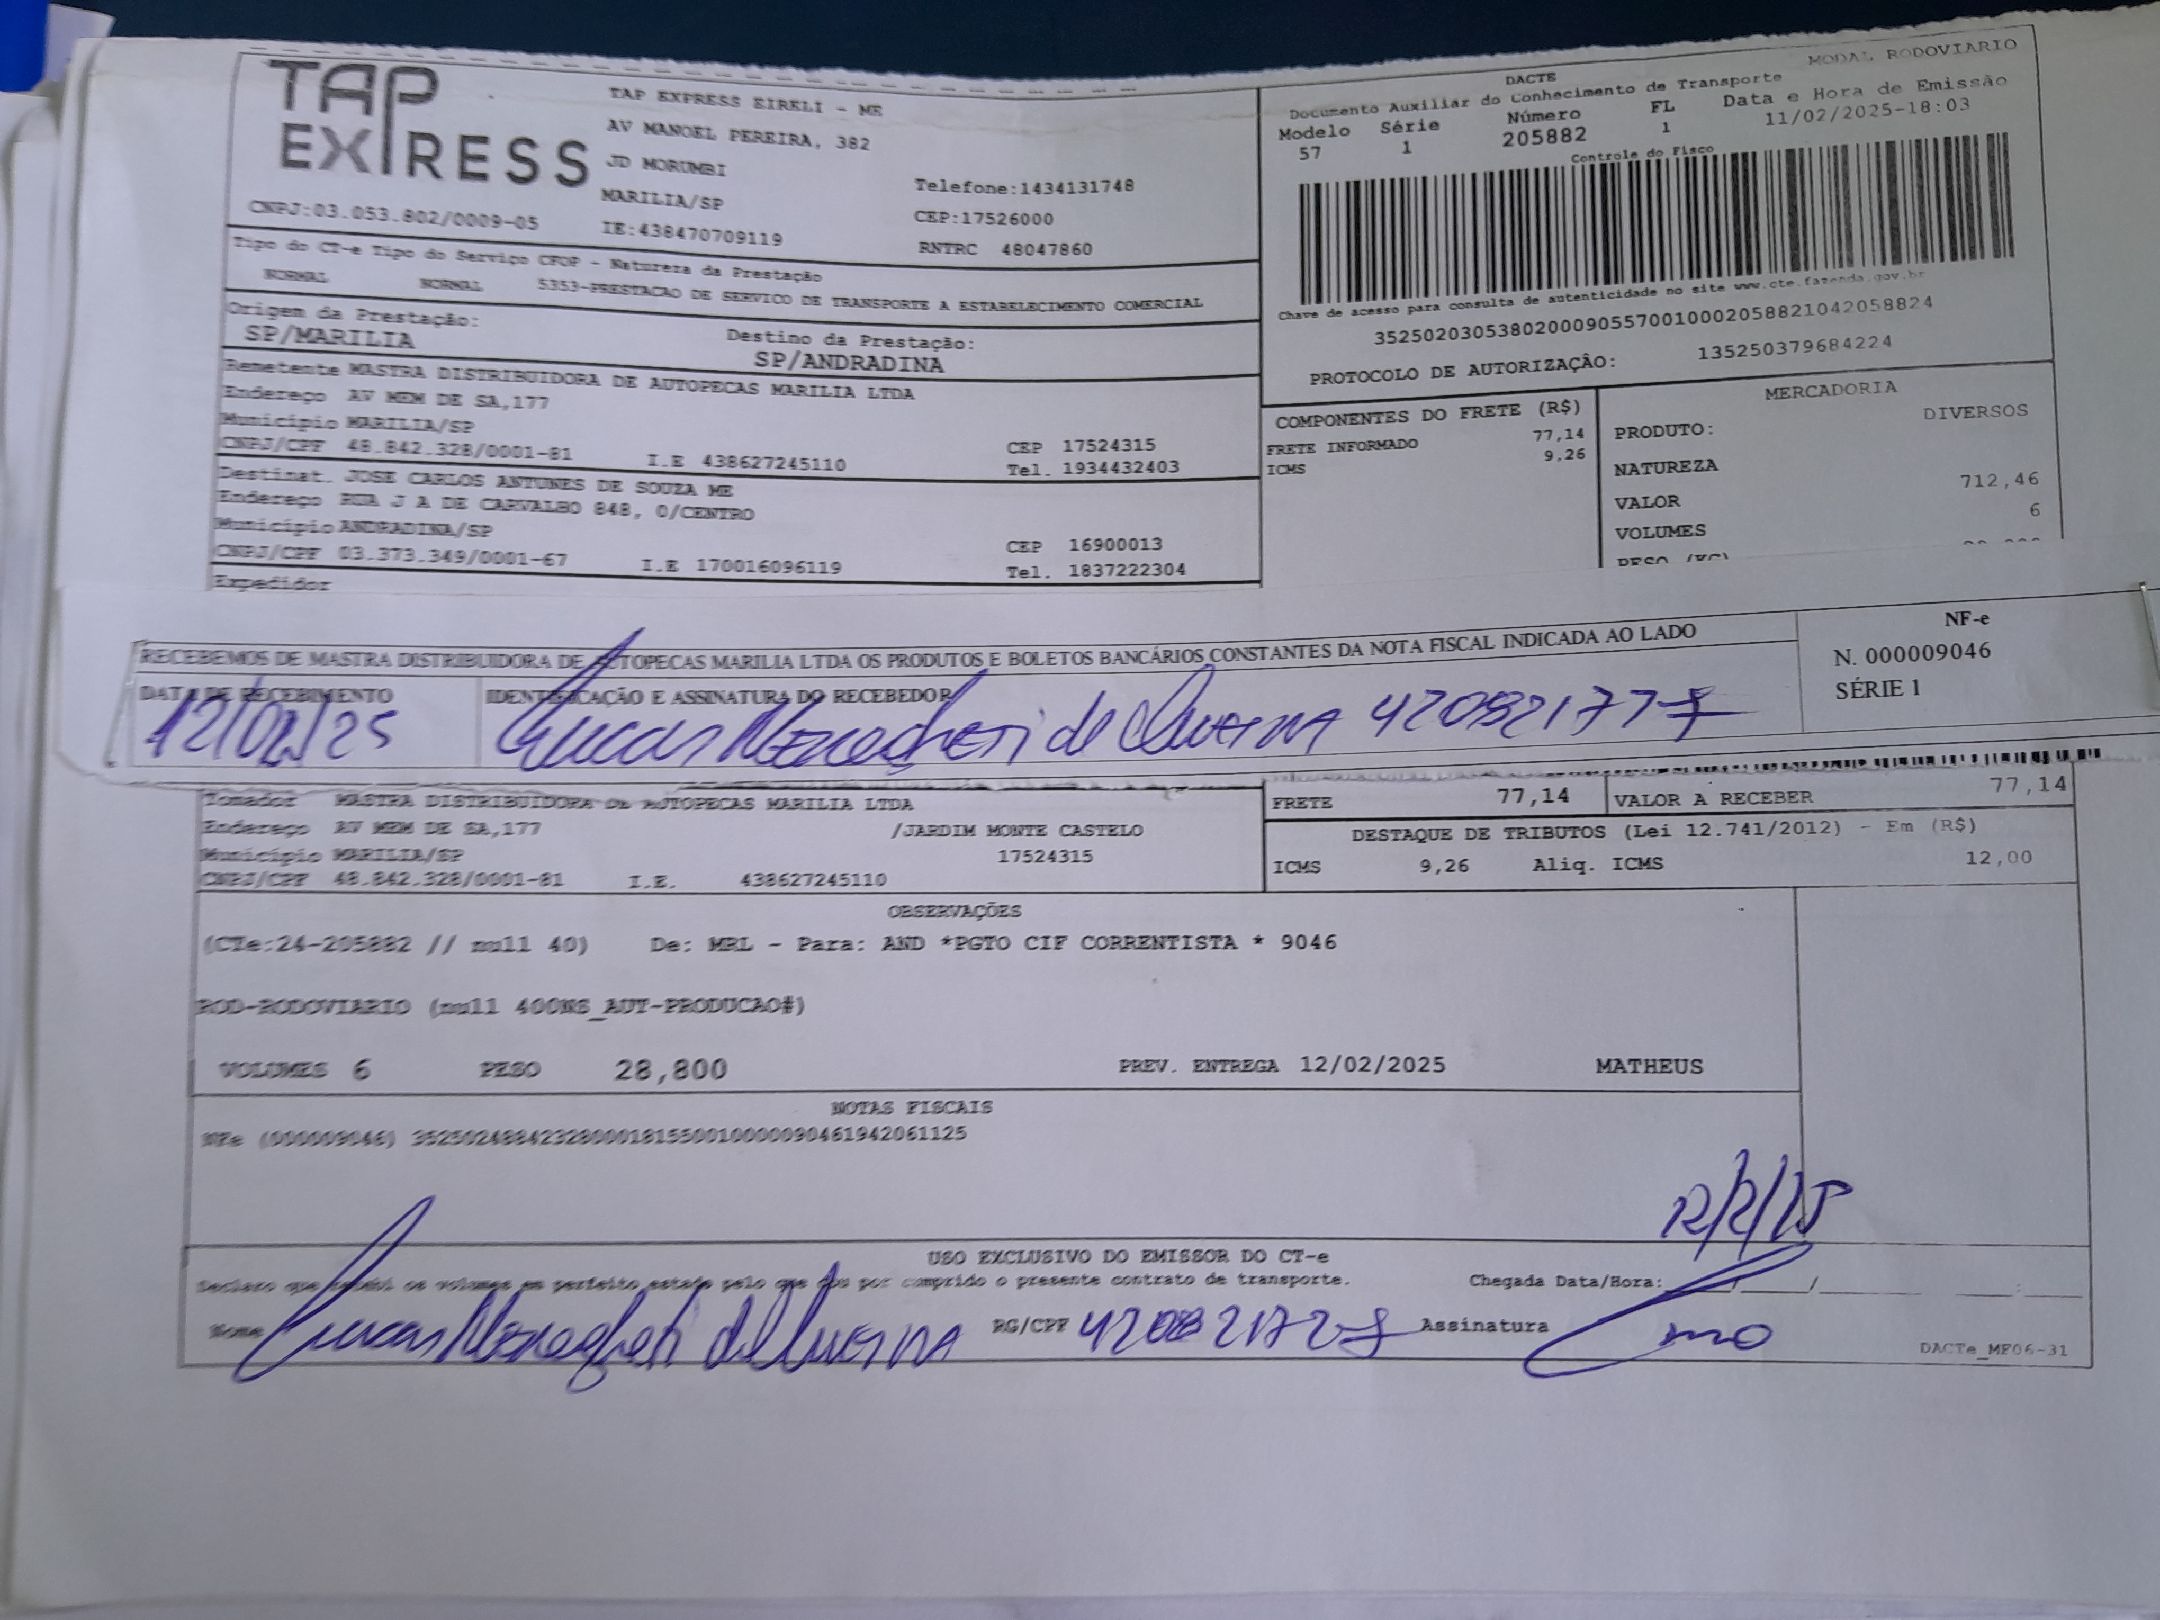 TAP EXPRESS
TAP EXPRESS EIRELI - ME
AV MANOEL PEREIRA, 382
JD MORUMBI
MARILIA/SP
Telefone:1434131748
CEP:17526000
CNPJ:03.053.802/0009-05
IE:438470709119
RNTRC 48047860
Tipo do CT-e Tipo do Serviço CFOP - Natureza da Prestação
NORMAL NORMAL 5353-PRESTACAO DE SERVICO DE TRANSPORTE A ESTABELECIMENTO COMERCIAL
Origem da Prestação: Destino da Prestação:
SP/MARILIA SP/ANDRADINA
Remetente MASTRA DISTRIBUIDORA DE AUTOPECAS MARILIA LTDA
Endereço AV MEM DE SA,177
Município MARILIA/SP CEP 17524315
CNPJ/CPF 48.842.328/0001-81 I.E 438627245110 Tel. 1934432403
Destinat. JOSE CARLOS ANTUNES DE SOUZA ME
Endereço RUA J A DE CARVALHO 848, 0/CENTRO
Município ANDRADINA/SP CEP 16900013
CNPJ/CPF 03.373.349/0001-67 I.E 170016096119 Tel. 1837222304
Expedidor
MODAL RODOVIARIO
DACTE
Documento Auxiliar do Conhecimento de Transporte
Modelo Série Número FL Data e Hora de Emissão
57 1 205882 1 11/02/2025-18:03
Controle do Fisco
Chave de acesso para consulta de autenticidade no site www.cte.fazenda.gov.br
35250203053802000905570010002058821042058824
PROTOCOLO DE AUTORIZAÇÃO: 135250379684224
COMPONENTES DO FRETE (R$)
FRETE INFORMADO 77,14
ICMS 9,26
MERCADORIA
PRODUTO: DIVERSOS
NATUREZA
VALOR 712,46
VOLUMES 6
PESO (KG)
RECEBEMOS DE MASTRA DISTRIBUIDORA DE AUTOPECAS MARILIA LTDA OS PRODUTOS E BOLETOS BANCÁRIOS CONSTANTES DA NOTA FISCAL INDICADA AO LADO
DATA DE RECEBIMENTO IDENTIFICAÇÃO E ASSINATURA DO RECEBEDOR
12/02/25 Lucas Menegheti de Oliveira
NF-e
N. 000009046
SÉRIE 1
Tomador MASTRA DISTRIBUIDORA DE AUTOPECAS MARILIA LTDA
Endereço AV MEM DE SA,177 /JARDIM MONTE CASTELO
Município MARILIA/SP 17524315
CNPJ/CPF 48.842.328/0001-81 I.E. 438627245110
FRETE 77,14 VALOR A RECEBER 77,14
DESTAQUE DE TRIBUTOS (Lei 12.741/2012) - Em (R$)
ICMS 9,26 Aliq. ICMS 12,00
OBSERVAÇÕES
(CTe:24-205882 // null 40) De: MRL - Para: AND *PGTO CIF CORRENTISTA * 9046
ROD-RODOVIARIO (null 400NS_AUT-PRODUCAO#)
VOLUMES 6 PESO 28,800 PREV. ENTREGA 12/02/2025 MATHEUS
NOTAS FISCAIS
NFe (000009046) 35250248842328000181550010000090461942061125
12/2/25
USO EXCLUSIVO DO EMISSOR DO CT-e
Declaro que recebi os volumes em perfeito estado pelo que dou por cumprido o presente contrato de transporte. Chegada Data/Hora:
Nome Lucas Menegheti de Oliveira RG/CPF Assinatura
DACTe_MF06-31